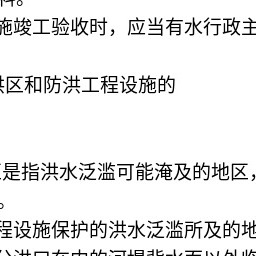 料。
施竣工验收时，应当有水行政主
洪区和防洪工程设施的
是指洪水泛滥可能淹及的地区，
。
程设施保护的洪水泛滥所及的地